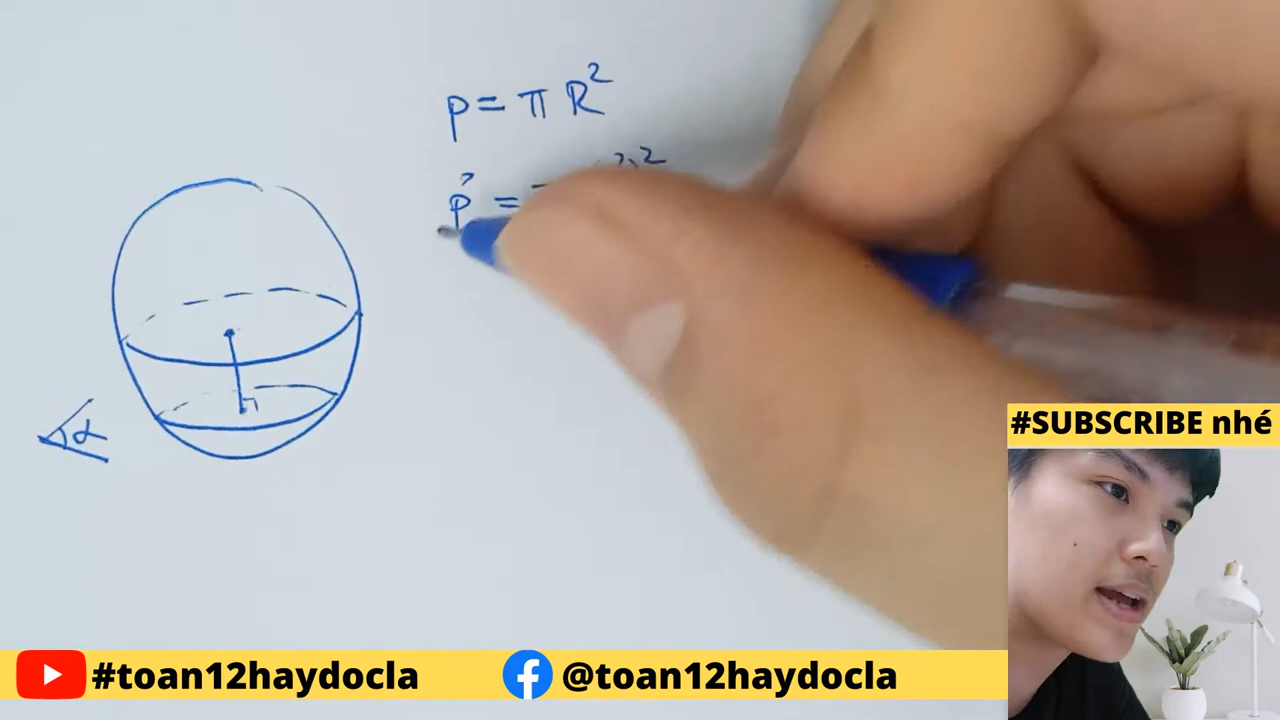 p = π R²
p' =
α
#SUBSCRIBE nhé
#toan12haydocla
@toan12haydocla